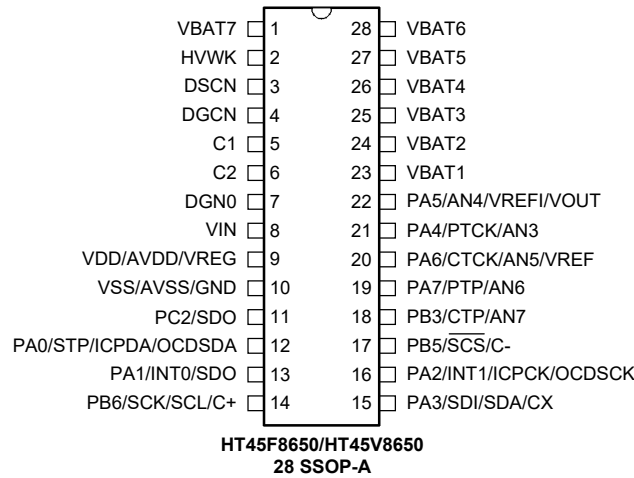 VBAT7 1 28 VBAT6
HVWK 2 27 VBAT5
DSCN 3 26 VBAT4
DGCN 4 25 VBAT3
C1 5 24 VBAT2
C2 6 23 VBAT1
DGN0 7 22 PA5/AN4/VREFI/VOUT
VIN 8 21 PA4/PTCK/AN3
VDD/AVDD/VREG 9 20 PA6/CTCK/AN5/VREF
VSS/AVSS/GND 10 19 PA7/PTP/AN6
PC2/SDO 11 18 PB3/CTP/AN7
PA0/STP/ICPDA/OCDSDA 12 17 PB5/S̅C̅S̅/C-
PA1/INT0/SDO 13 16 PA2/INT1/ICPCK/OCDSCK
PB6/SCK/SCL/C+ 14 15 PA3/SDI/SDA/CX
HT45F8650/HT45V8650
28 SSOP-A